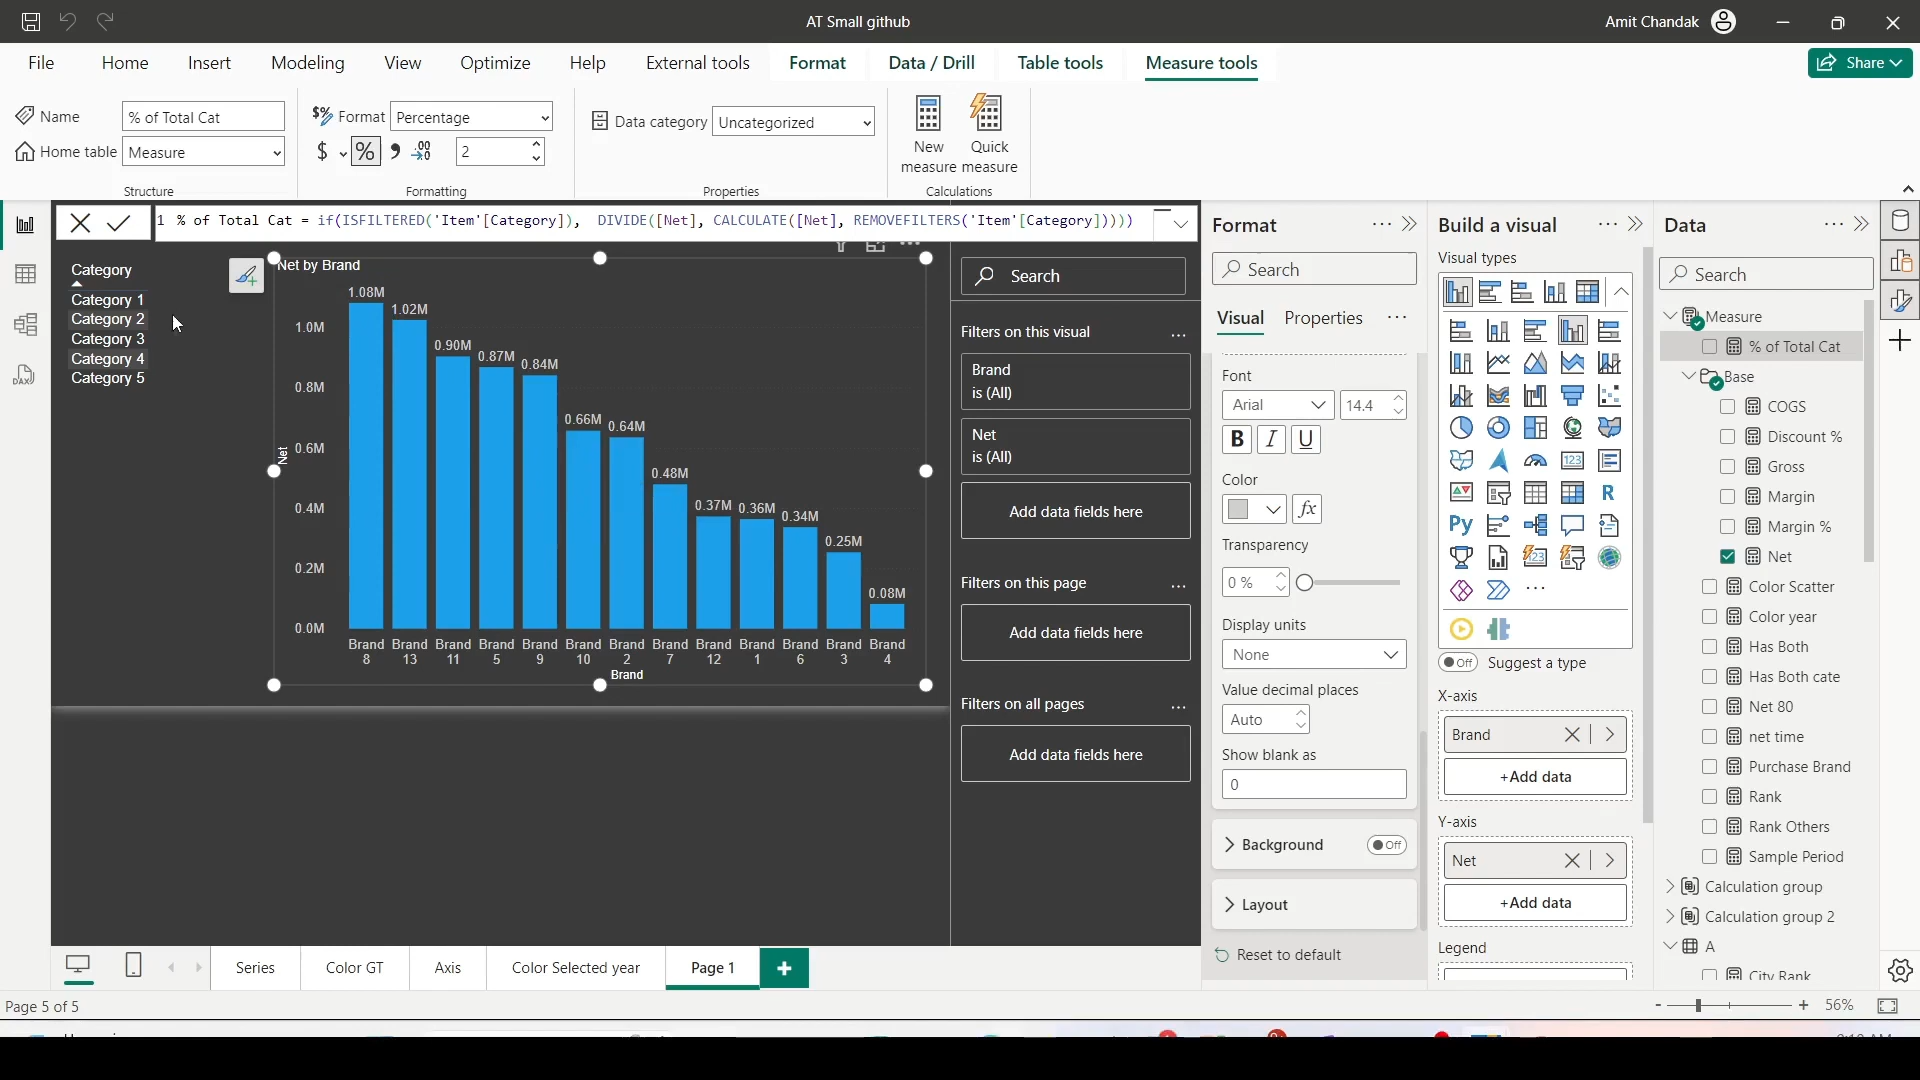 AT Small github
Amit Chandak
File Home Insert Modeling View Optimize Help External tools Format Data / Drill Table tools Measure tools Share
Name % of Total Cat
Home table Measure
Structure
$% Format Percentage
$ % , .00 2
Formatting
Data category Uncategorized
Properties
New measure
Quick measure
Calculations
1 % of Total Cat = if(ISFILTERED('Item'[Category]), DIVIDE([Net], CALCULATE([Net], REMOVEFILTERS('Item'[Category]))))
Category
Category 1
Category 2
Category 3
Category 4
Category 5
Net by Brand
1.08M 1.02M 0.90M 0.87M 0.84M 0.66M 0.64M 0.48M 0.37M 0.36M 0.34M 0.25M 0.08M
1.0M
0.8M
0.6M
0.4M
0.2M
0.0M
Net
Brand 8
Brand 13
Brand 11
Brand 5
Brand 9
Brand 10
Brand 2
Brand 7
Brand 12
Brand 1
Brand 6
Brand 3
Brand 4
Brand
Search
Filters on this visual ...
Brand
is (All)
Net
is (All)
Add data fields here
Filters on this page ...
Add data fields here
Filters on all pages ...
Add data fields here
Format ...
Search
Visual Properties ...
Font
Arial 14.4
B I U
Color
fx
Transparency
0 %
Display units
None
Value decimal places
Auto
Show blank as
0
Background Off
Layout
Reset to default
Build a visual ...
Visual types
123
R
Py
123
...
Off Suggest a type
X-axis
Brand
+Add data
Y-axis
Net
+Add data
Legend
Data ...
Search
Measure
% of Total Cat
Base
COGS
Discount %
Gross
Margin
Margin %
Net
Color Scatter
Color year
Has Both
Has Both cate
Net 80
net time
Purchase Brand
Rank
Rank Others
Sample Period
Calculation group
Calculation group 2
A
City Rank
DAX
Series Color GT Axis Color Selected year Page 1 +
Page 5 of 5
- + 56%